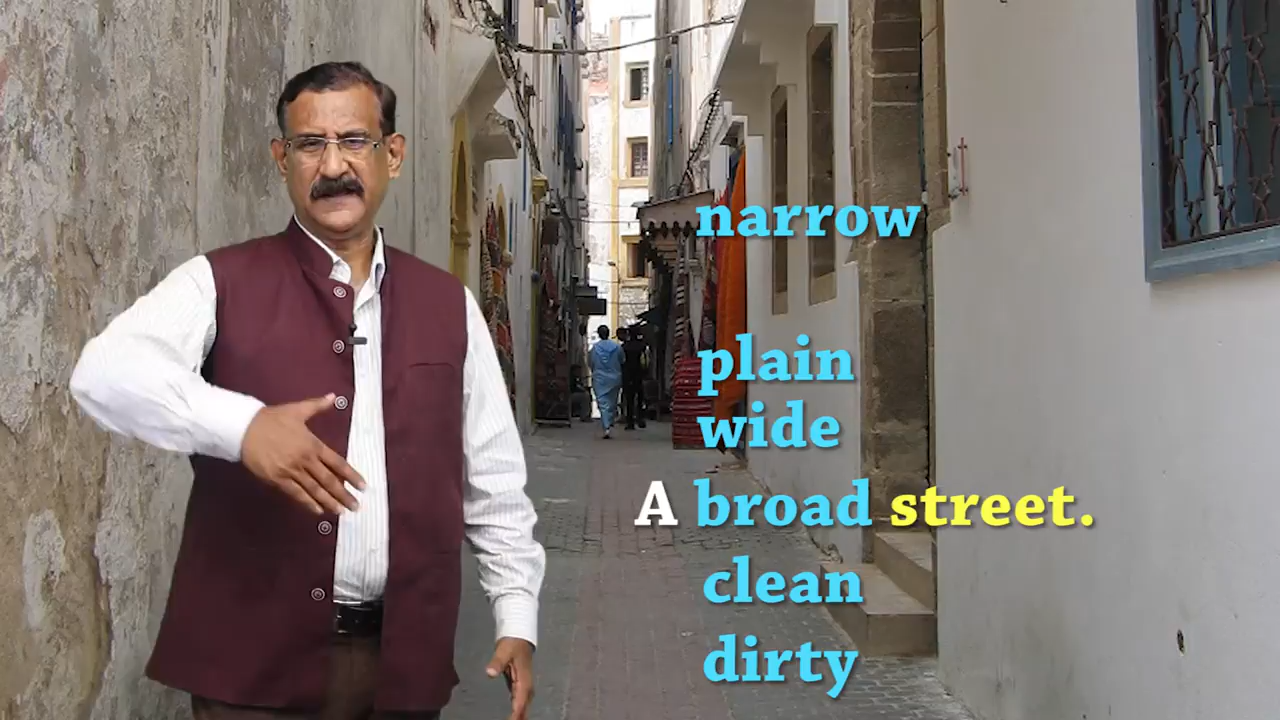 narrow
plain
wide
A broad street.
clean
dirty